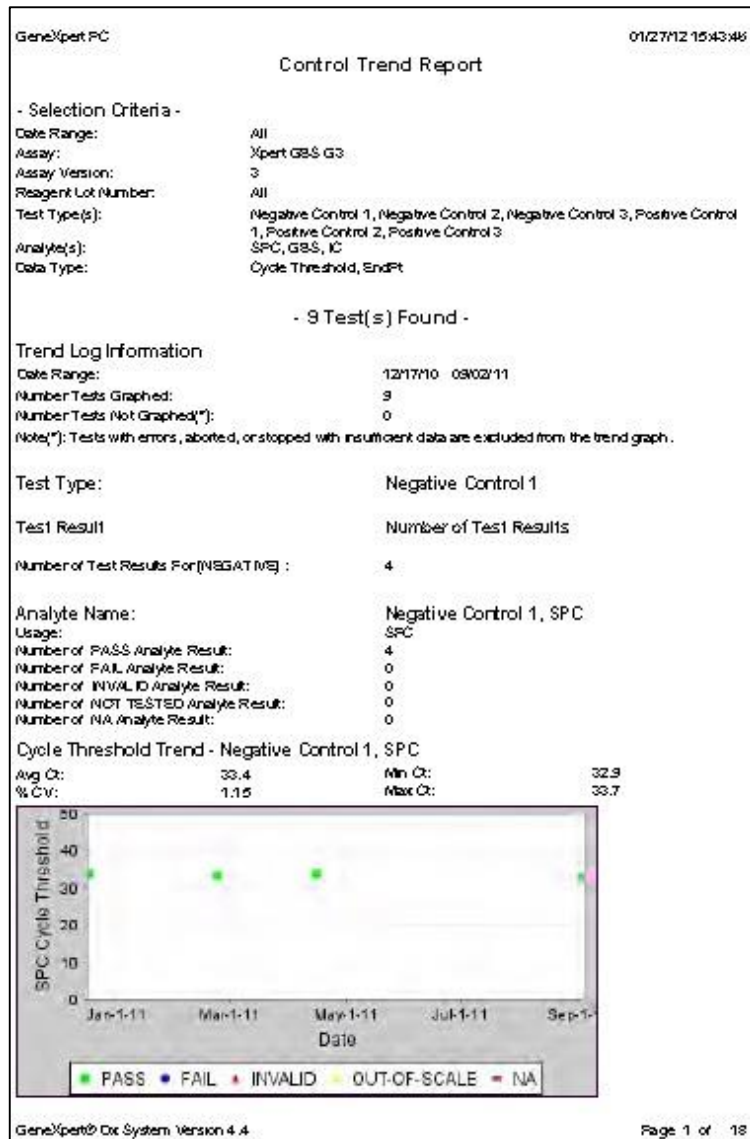 GeneXpert PC 01/27/12 15:43:46
Control Trend Report
- Selection Criteria -
Date Range: All
Assay: Xpert GBS G3
Assay Version: 3
Reagent Lot Number: All
Test Type(s): Negative Control 1, Negative Control 2, Negative Control 3, Positive Control
1, Positive Control 2, Positive Control 3
Analyte(s): SPC, GBS, IC
Data Type: Cycle Threshold, EndPt
- 9 Test(s) Found -
Trend Log Information
Date Range: 12/17/10 09/02/11
Number Tests Graphed: 9
Number Tests Not Graphed(*): 0
Note(*): Tests with errors, aborted, or stopped with insufficient data are excluded from the trend graph.
Test Type: Negative Control 1
Test Result Number of Test Results
Number of Test Results For [NEGATIVE] : 4
Analyte Name: Negative Control 1, SPC
Usage: SPC
Number of PASS Analyte Result: 4
Number of FAIL Analyte Result: 0
Number of INVALID Analyte Result: 0
Number of NOT TESTED Analyte Result: 0
Number of NA Analyte Result: 0
Cycle Threshold Trend - Negative Control 1, SPC
Avg Ct: 33.4 Min Ct: 32.9
% CV: 1.15 Max Ct: 33.7
SPC Cycle Threshold
50
40
30
20
10
0
Jan-1-11 Mar-1-11 May-1-11 Jul-1-11 Sep-1-
Date
PASS FAIL INVALID OUT-OF-SCALE NA
GeneXpert® Dx System Version 4.4 Page 1 of 18